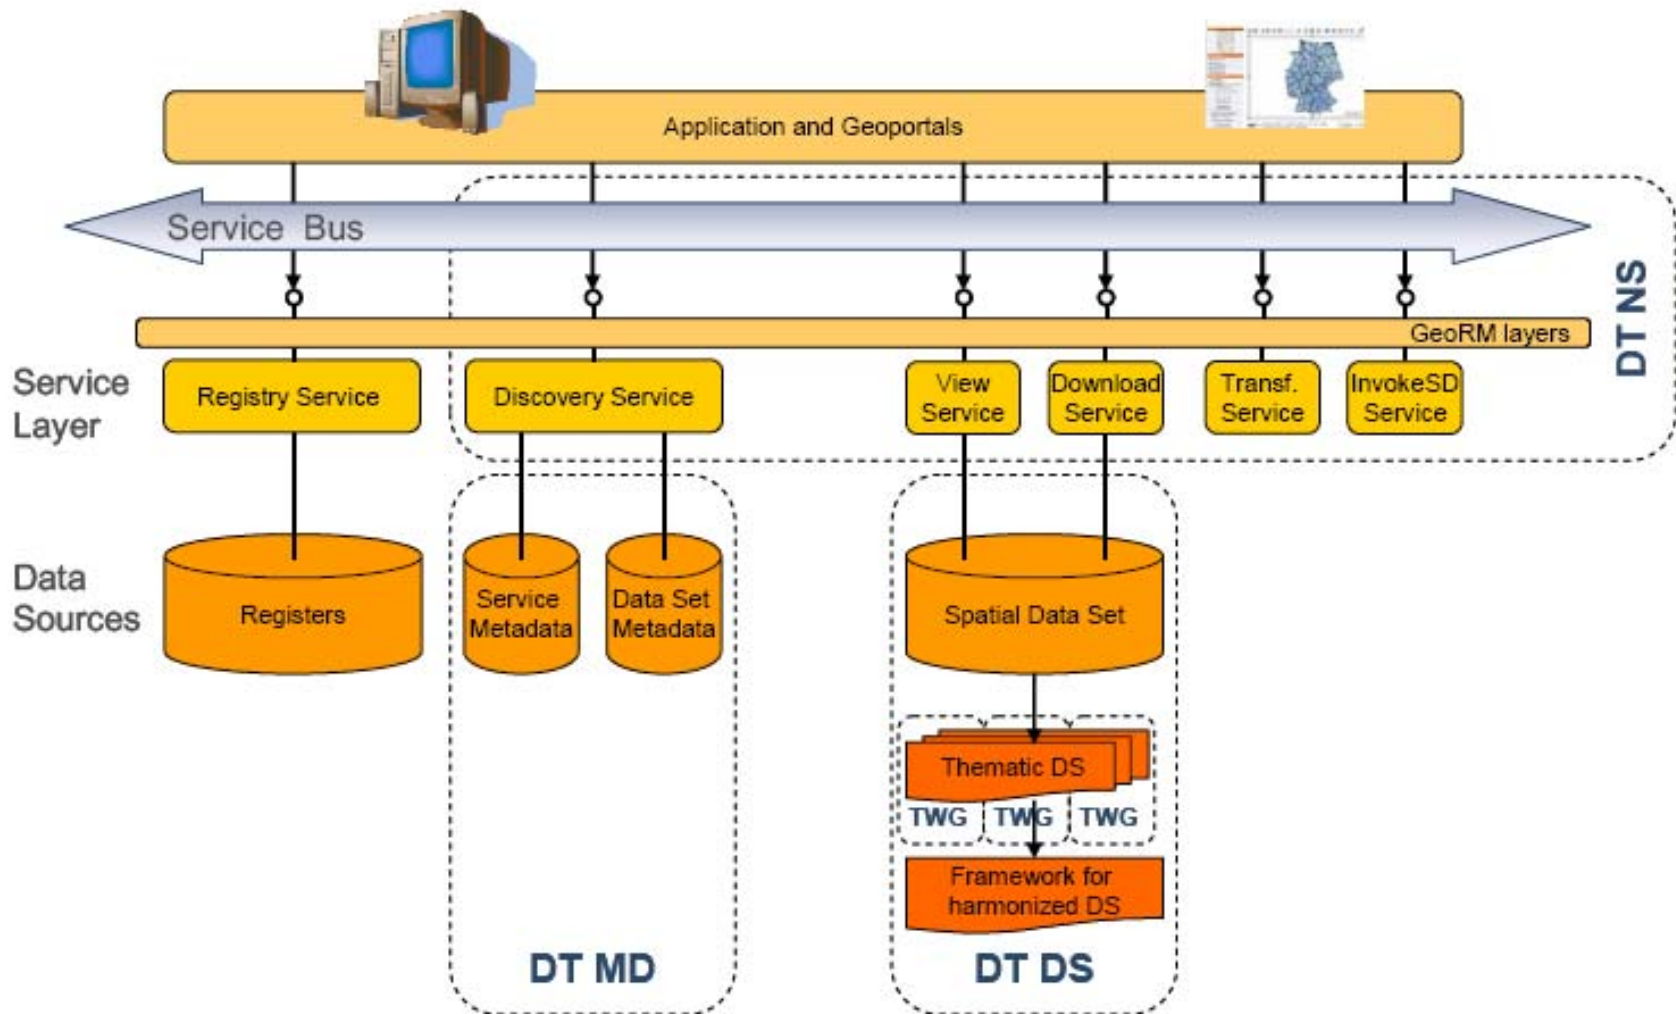 Application and Geoportals
Service Bus
DT NS
GeoRM layers
Service
Layer
Registry Service
Discovery Service
View
Service
Download
Service
Transf.
Service
InvokeSD
Service
Data
Sources
Registers
Service
Metadata
Data Set
Metadata
Spatial Data Set
Thematic DS
TWG
TWG
TWG
Framework for
harmonized DS
DT MD
DT DS